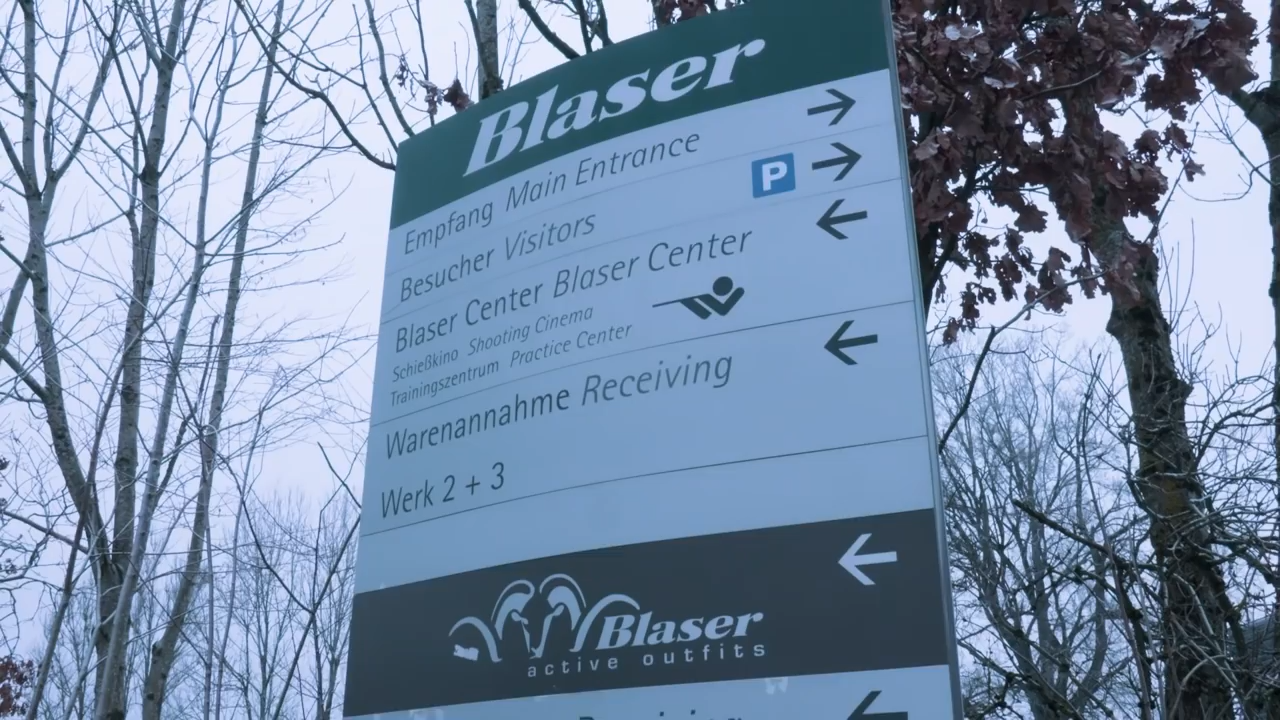 Blaser
Empfang Main Entrance
Besucher Visitors P
Blaser Center Blaser Center
Schießkino Shooting Cinema
Trainingszentrum Practice Center
Warenannahme Receiving
Werk 2 + 3
Blaser
active outfits
Receiving